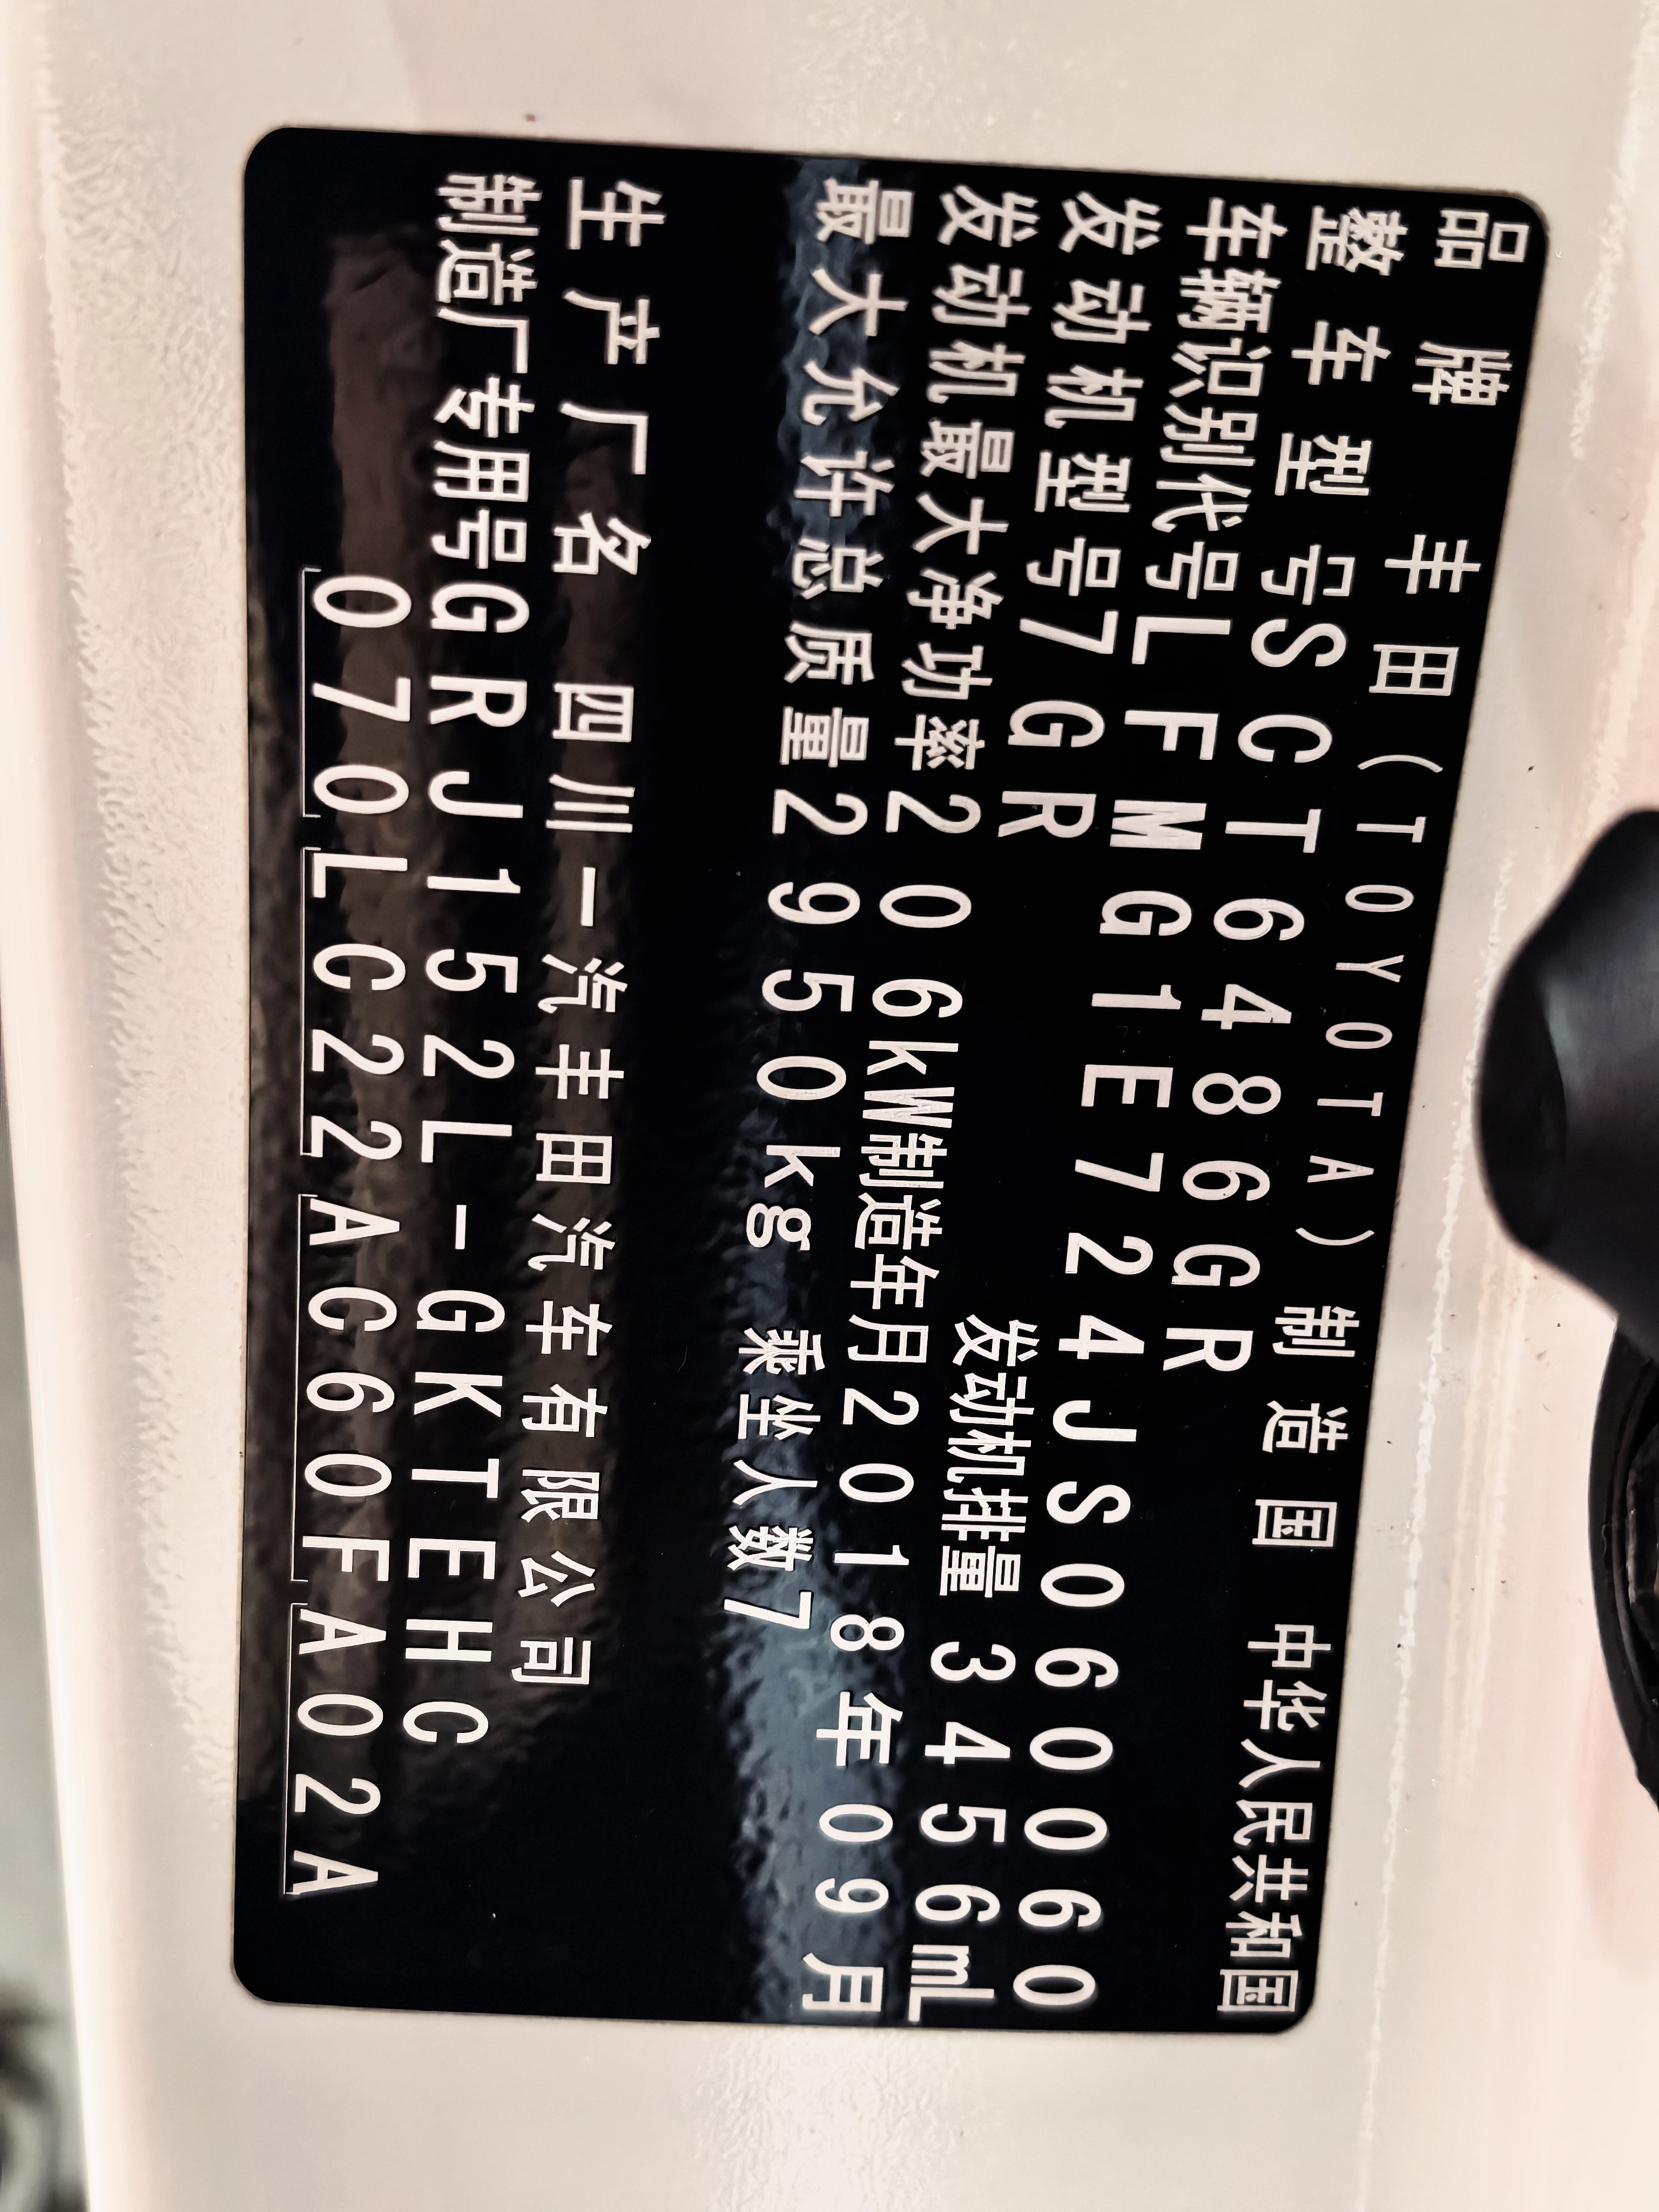 品牌 丰田(TOYOTA) 制造国 中华人民共和国
整车型号SCT6486GR
车辆识别代号LFMG1E724JS060060
发动机型号7GR 发动机排量 3456mL
发动机最大净功率206kW制造年月2018年09月
最大允许总质量2950kg 乘坐人数7
生产厂名 四川一汽丰田汽车有限公司
制造厂专用号GRJ152L-GKTEHC
070LC22AC60FA02A